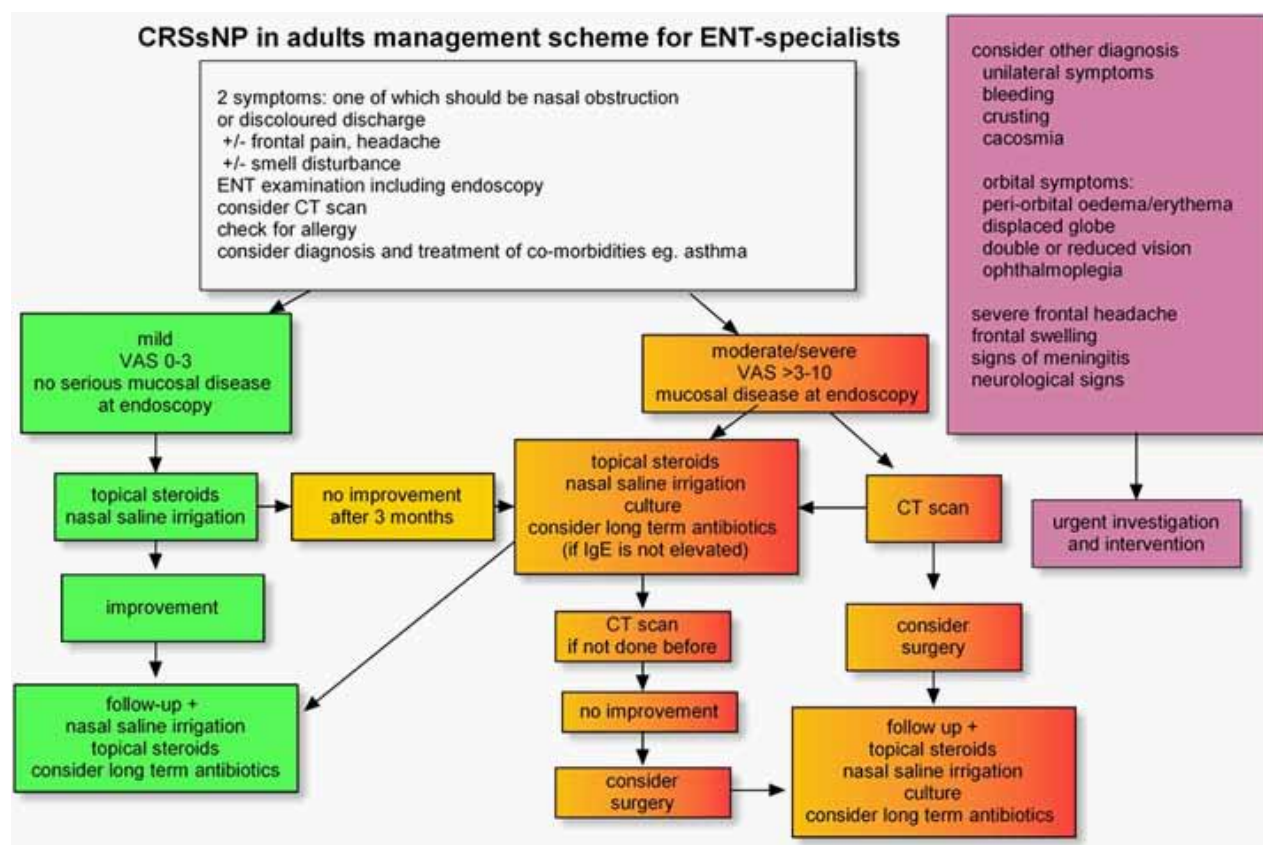 CRSsNP in adults management scheme for ENT-specialists
2 symptoms: one of which should be nasal obstruction
or discoloured discharge
+/- frontal pain, headache
+/- smell disturbance
ENT examination including endoscopy
consider CT scan
check for allergy
consider diagnosis and treatment of co-morbidities eg. asthma
consider other diagnosis
unilateral symptoms
bleeding
crusting
cacosmia
orbital symptoms:
peri-orbital oedema/erythema
displaced globe
double or reduced vision
ophthalmoplegia
severe frontal headache
frontal swelling
signs of meningitis
neurological signs
mild
VAS 0-3
no serious mucosal disease
at endoscopy
moderate/severe
VAS >3-10
mucosal disease at endoscopy
topical steroids
nasal saline irrigation
no improvement
after 3 months
topical steroids
nasal saline irrigation
culture
consider long term antibiotics
(if IgE is not elevated)
CT scan
urgent investigation
and intervention
improvement
CT scan
if not done before
consider
surgery
follow-up +
nasal saline irrigation
topical steroids
consider long term antibiotics
no improvement
consider
surgery
follow up +
topical steroids
nasal saline irrigation
culture
consider long term antibiotics